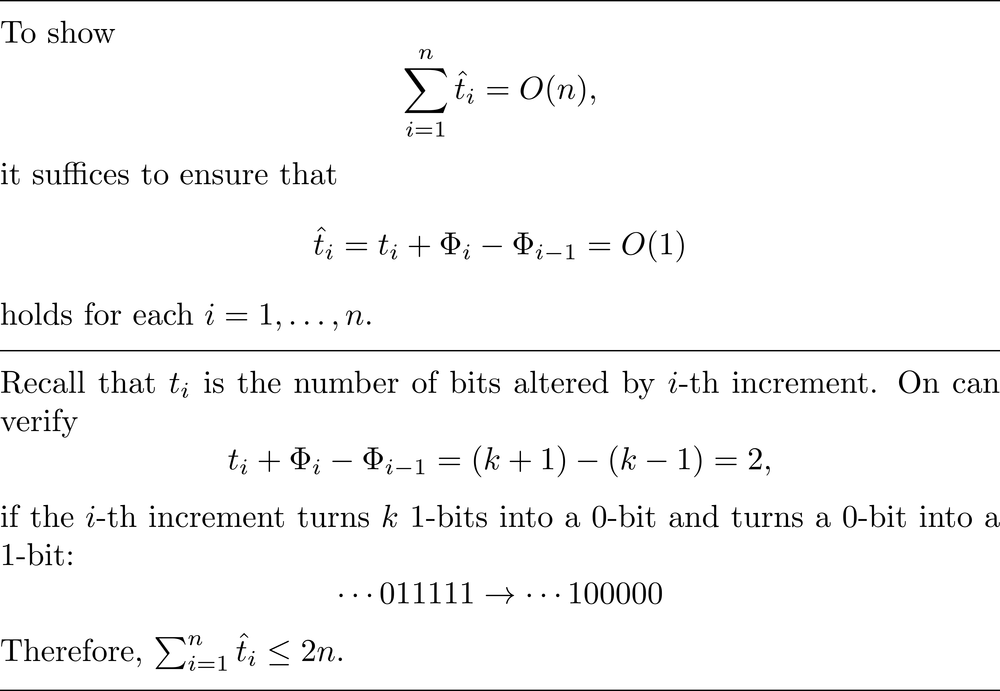 To show
$$\sum_{i=1}^{n} \hat{t}_i = O(n),$$
it suffices to ensure that
$$\hat{t}_i = t_i + \Phi_i - \Phi_{i-1} = O(1)$$
holds for each $i = 1, \ldots, n$.
Recall that $t_i$ is the number of bits altered by $i$-th increment. On can
verify
$$t_i + \Phi_i - \Phi_{i-1} = (k+1) - (k-1) = 2,$$
if the $i$-th increment turns $k$ 1-bits into a 0-bit and turns a 0-bit into a
1-bit:
$$\cdots 011111 \rightarrow \cdots 100000$$
Therefore, $\sum_{i=1}^{n} \hat{t}_i \leq 2n$.